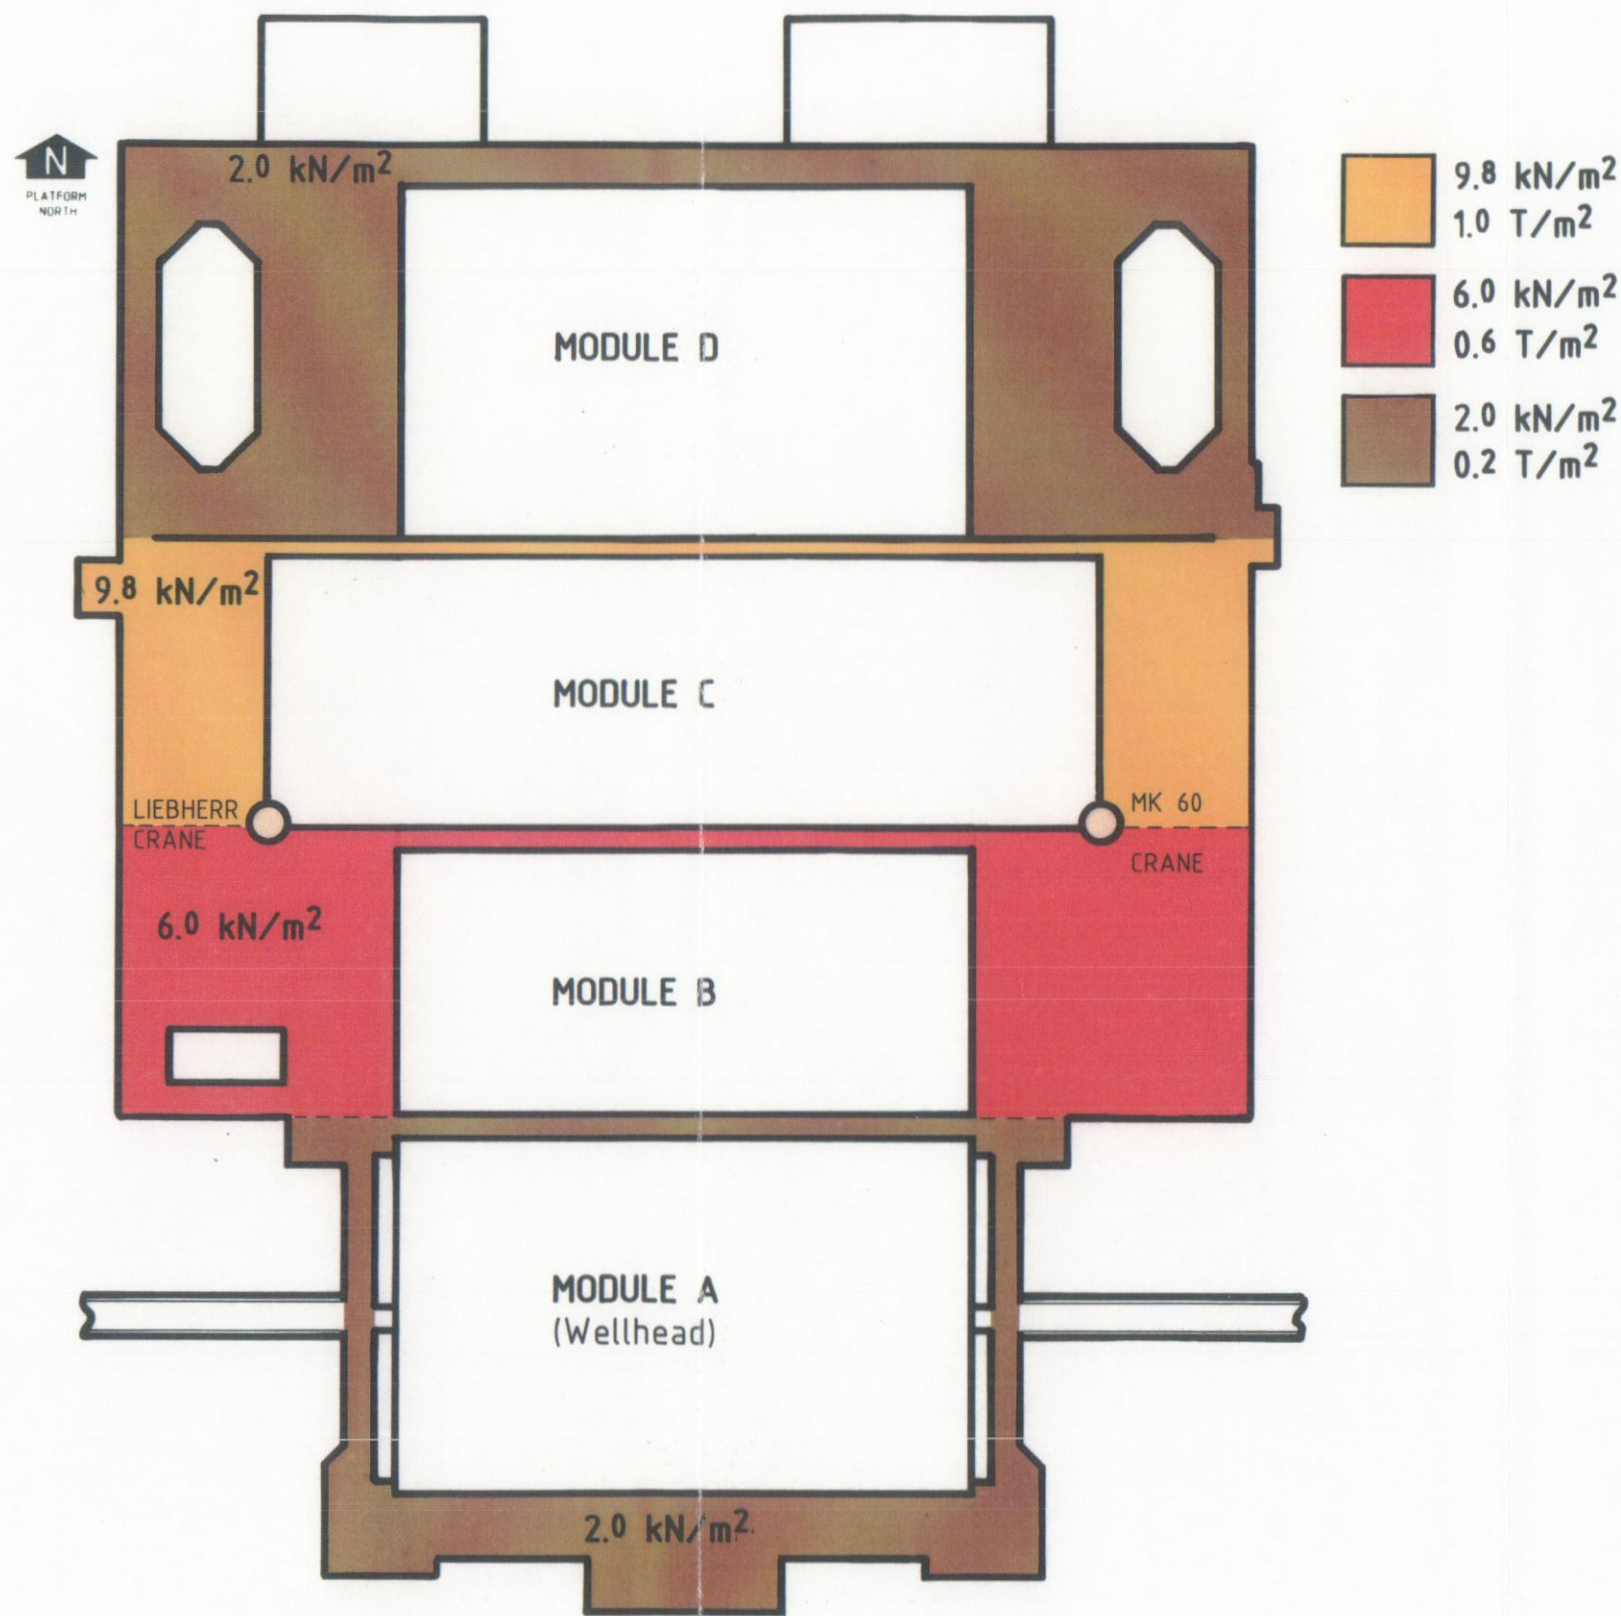 N
PLATFORM
NORTH
2.0 kN/m²
9.8 kN/m²
1.0 T/m²
6.0 kN/m²
0.6 T/m²
2.0 kN/m²
0.2 T/m²
MODULE D
9.8 kN/m²
MODULE C
LIEBHERR
CRANE
MK 60
CRANE
6.0 kN/m²
MODULE B
MODULE A
(Wellhead)
2.0 kN/m²